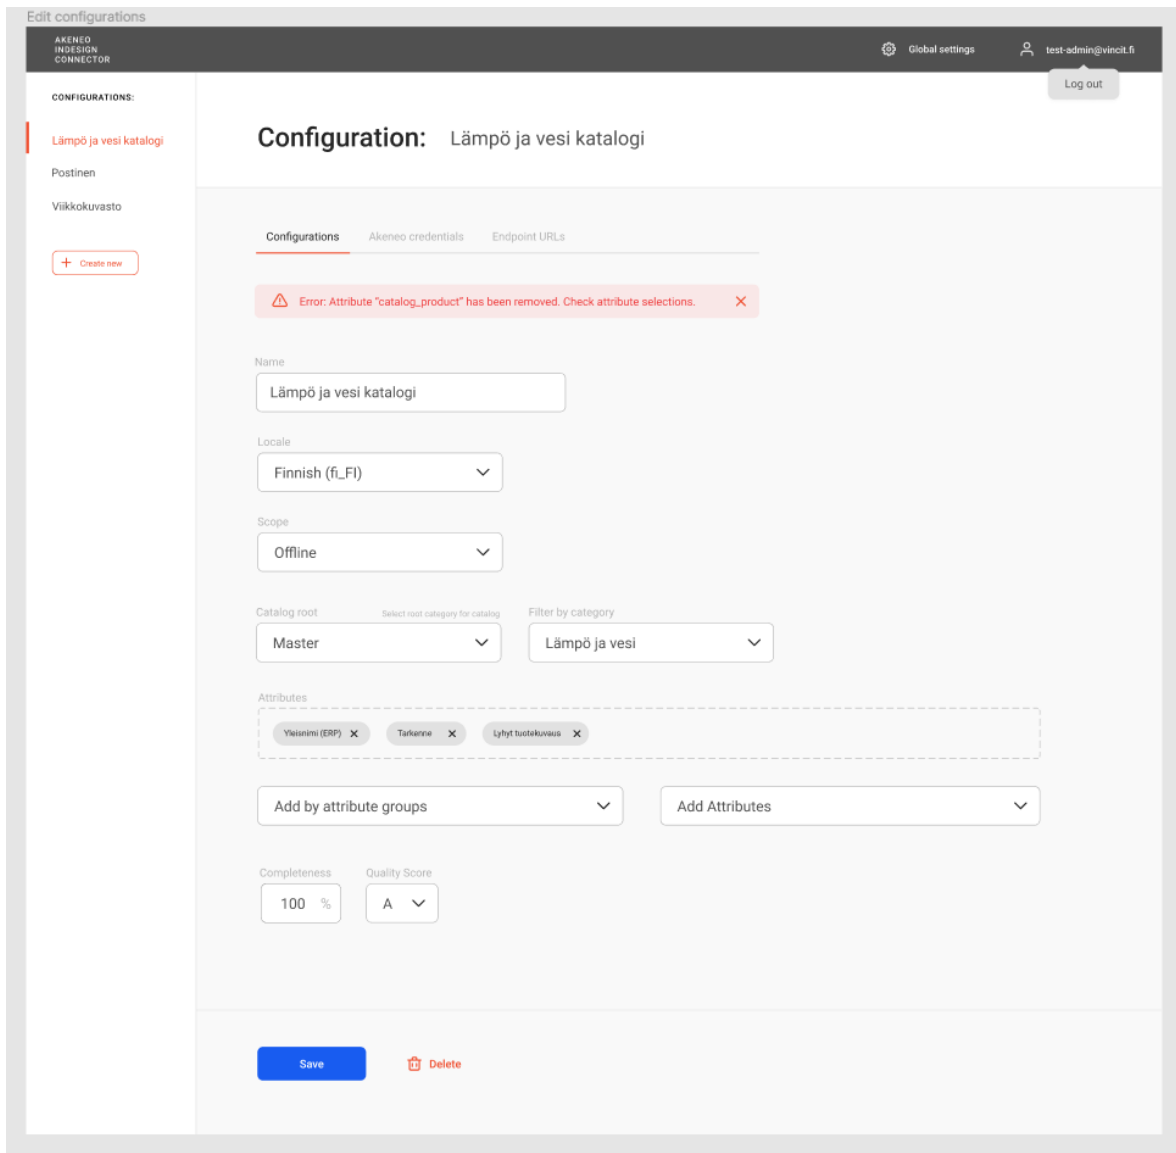 Edit configurations
AKENEO
INDESIGN
CONNECTOR
Global settings
test-admin@vincit.fi
Log out
CONFIGURATIONS:
Lämpö ja vesi katalogi
Postinen
Viikkokuvasto
Create new
Configuration: Lämpö ja vesi katalogi
Configurations Akeneo credentials Endpoint URLs
Error: Attribute "catalog_product" has been removed. Check attribute selections.
Name
Lämpö ja vesi katalogi
Locale
Finnish (fi_FI)
Scope
Offline
Catalog root Select root category for catalog Filter by category
Master Lämpö ja vesi
Attributes
Yleisnimi (ERP) Tarkenne Lyhyt tuotekuvaus
Add by attribute groups Add Attributes
Completeness Quality Score
100 % A
Save Delete